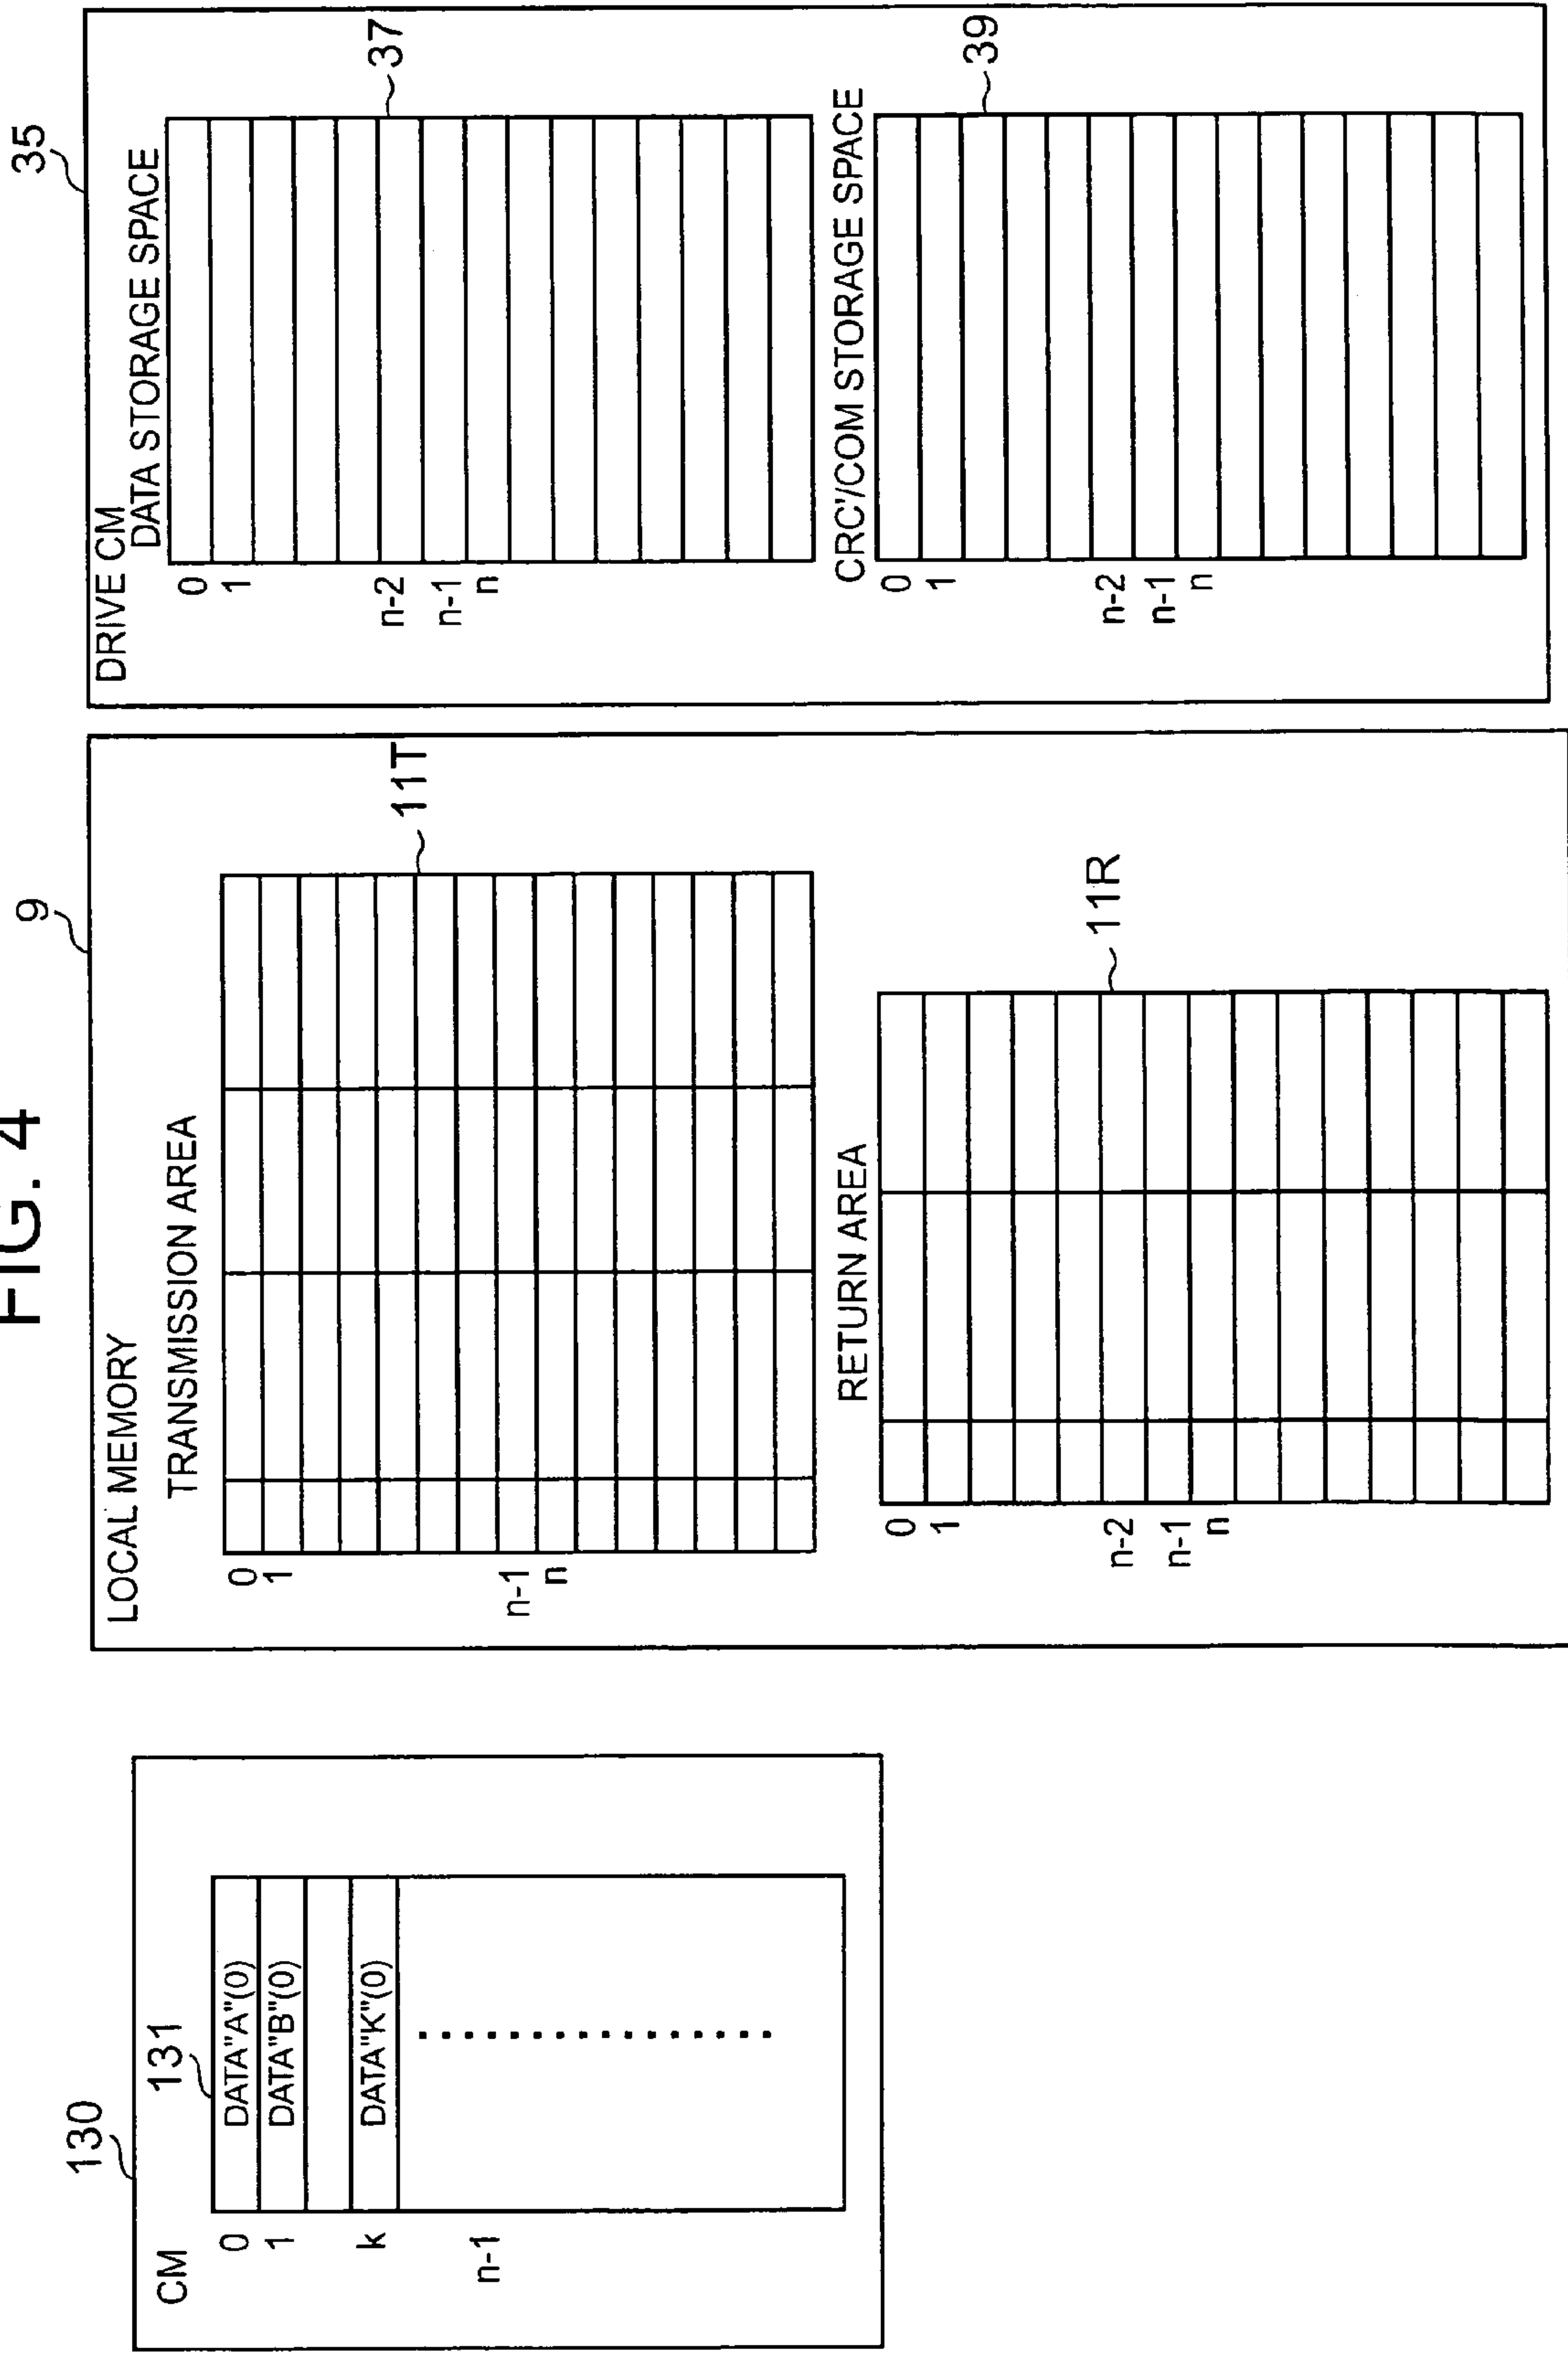 FIG. 4
130
CM
131
0
DATA"A"(0)
1
DATA"B"(0)
k
DATA"K"(0)
n-1
9
LOCAL MEMORY
TRANSMISSION AREA
0
1
n-1
n
11T
RETURN AREA
0
1
n-2
n-1
n
11R
35
DRIVE CM
DATA STORAGE SPACE
0
1
n-2
n-1
n
37
CRC'/COM STORAGE SPACE
0
1
n-2
n-1
n
39